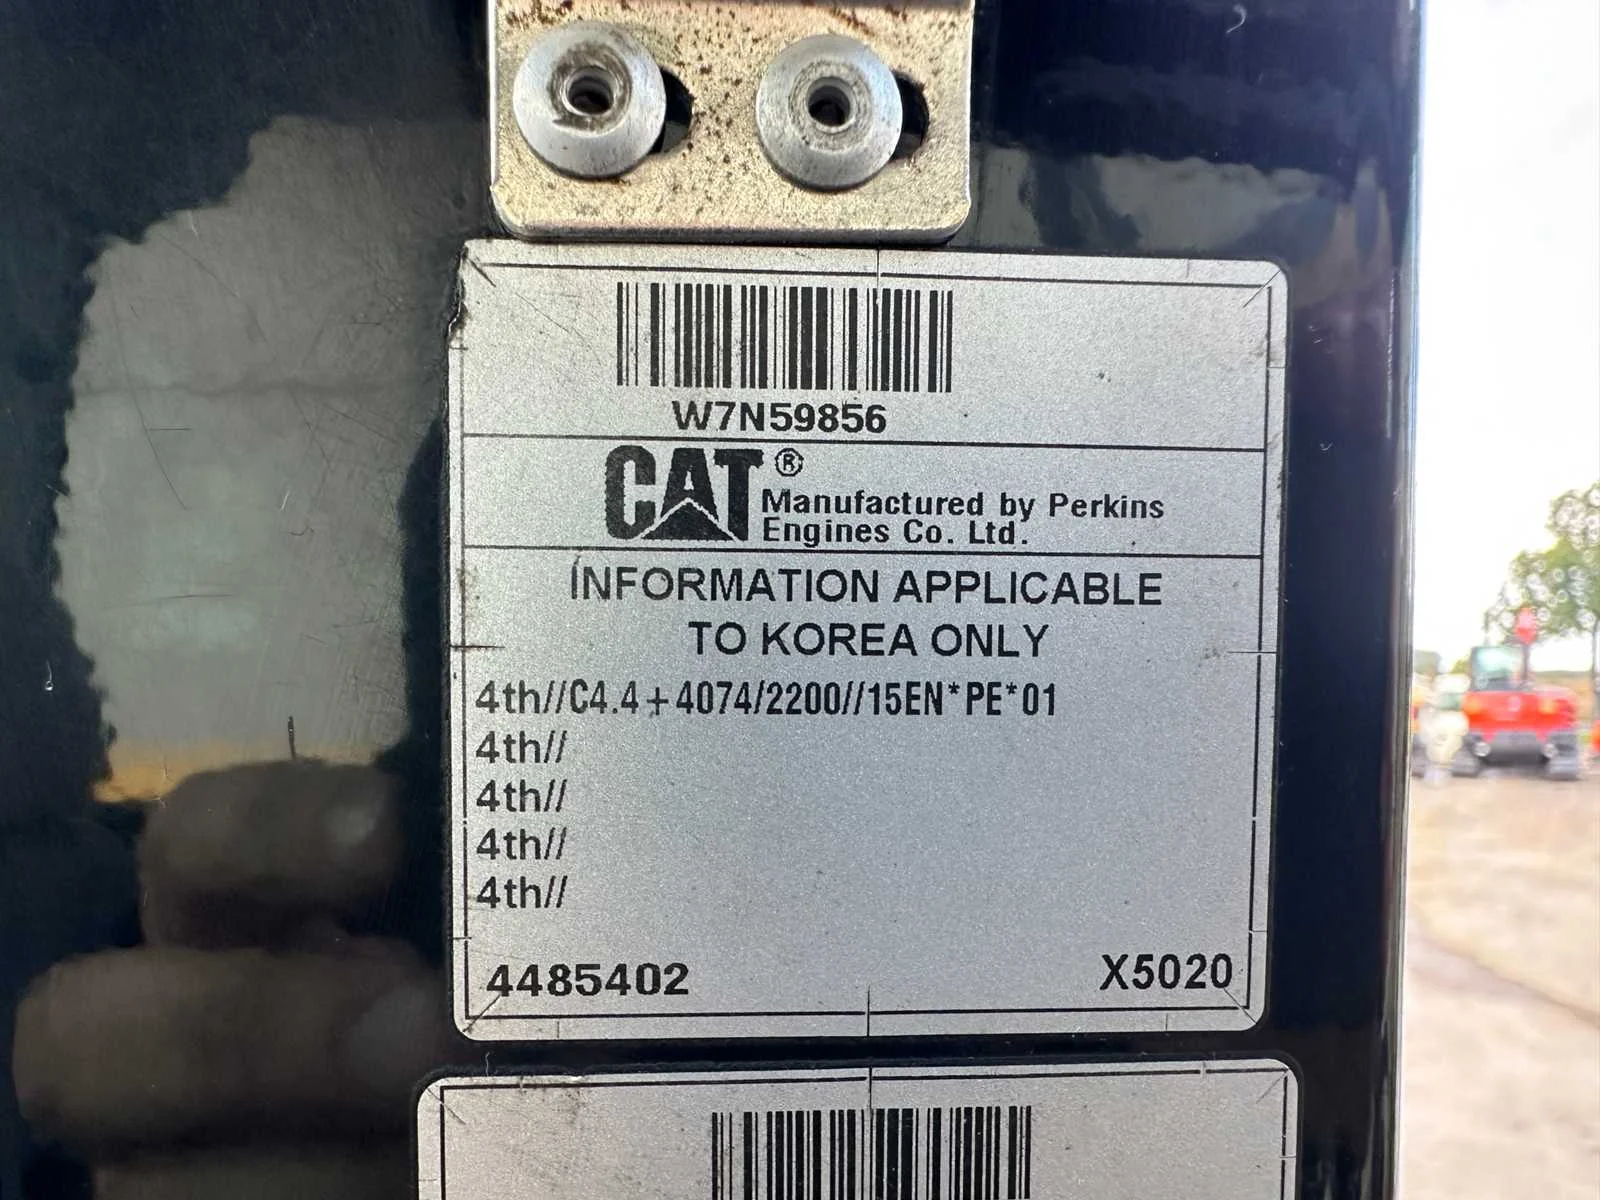 W7N59856
CAT®
Manufactured by Perkins
Engines Co. Ltd.
INFORMATION APPLICABLE
TO KOREA ONLY
4th//C4.4+4074/2200//15EN*PE*01
4th//
4th//
4th//
4th//
4485402
X5020